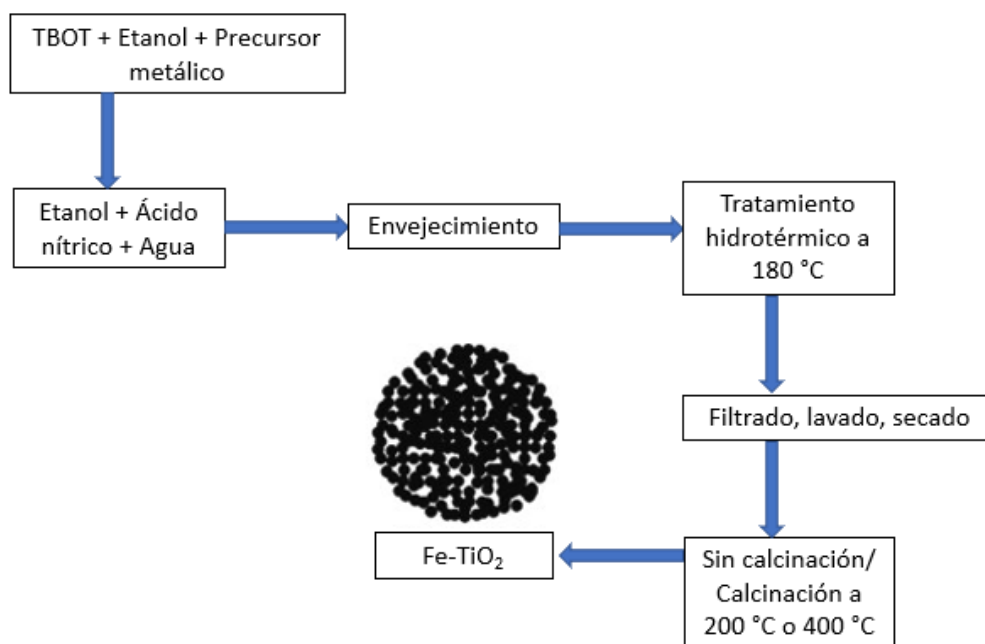 TBOT + Etanol + Precursor
metálico
Etanol + Ácido
nítrico + Agua
Envejecimiento
Tratamiento
hidrotérmico a
180 °C
Filtrado, lavado, secado
Sin calcinación/
Calcinación a
200 °C o 400 °C
Fe-TiO₂